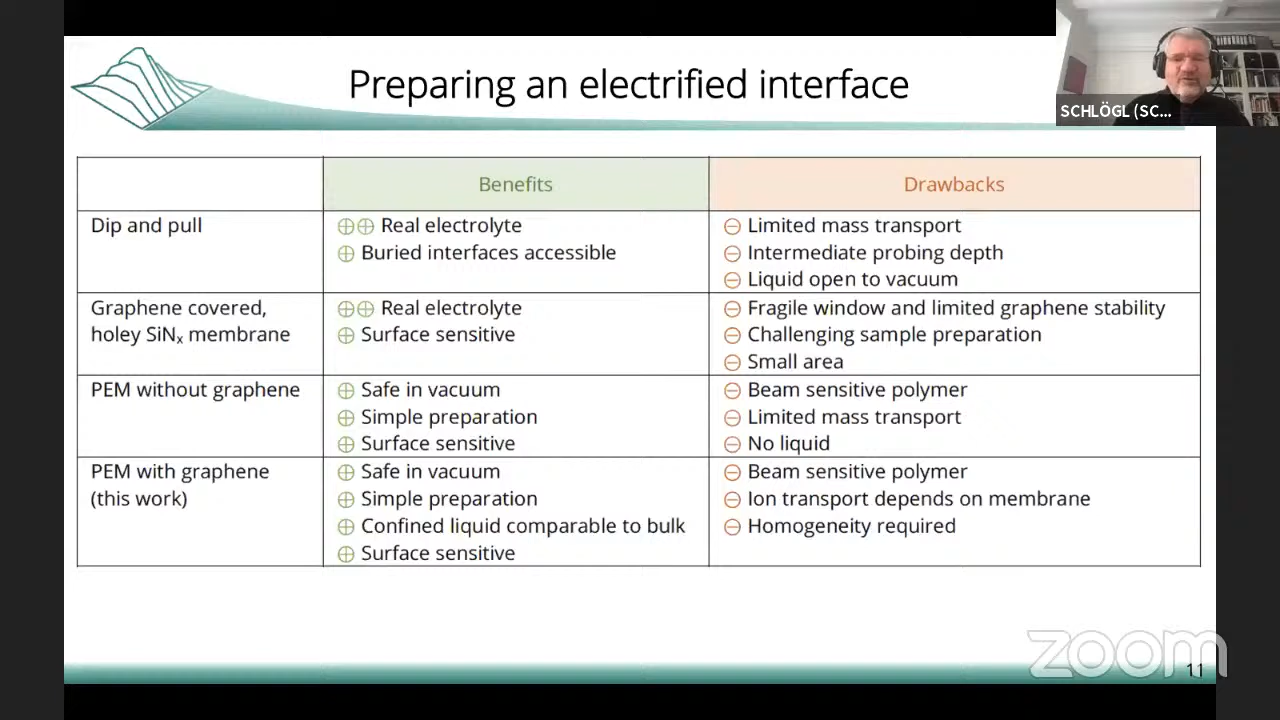 Preparing an electrified interface
SCHLÖGL (SC...
Benefits
Drawbacks
Dip and pull
⊕⊕ Real electrolyte
⊕ Buried interfaces accessible
⊖ Limited mass transport
⊖ Intermediate probing depth
⊖ Liquid open to vacuum
Graphene covered,
holey SiNₓ membrane
⊕⊕ Real electrolyte
⊕ Surface sensitive
⊖ Fragile window and limited graphene stability
⊖ Challenging sample preparation
⊖ Small area
PEM without graphene
⊕ Safe in vacuum
⊕ Simple preparation
⊕ Surface sensitive
⊖ Beam sensitive polymer
⊖ Limited mass transport
⊖ No liquid
PEM with graphene
(this work)
⊕ Safe in vacuum
⊕ Simple preparation
⊕ Confined liquid comparable to bulk
⊕ Surface sensitive
⊖ Beam sensitive polymer
⊖ Ion transport depends on membrane
⊖ Homogeneity required
zoom
11